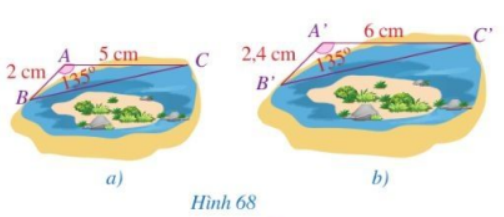 A 5 cm C
2 cm 135°
B
A' 6 cm C'
2,4 cm 135°
B'
a) b)
Hình 68